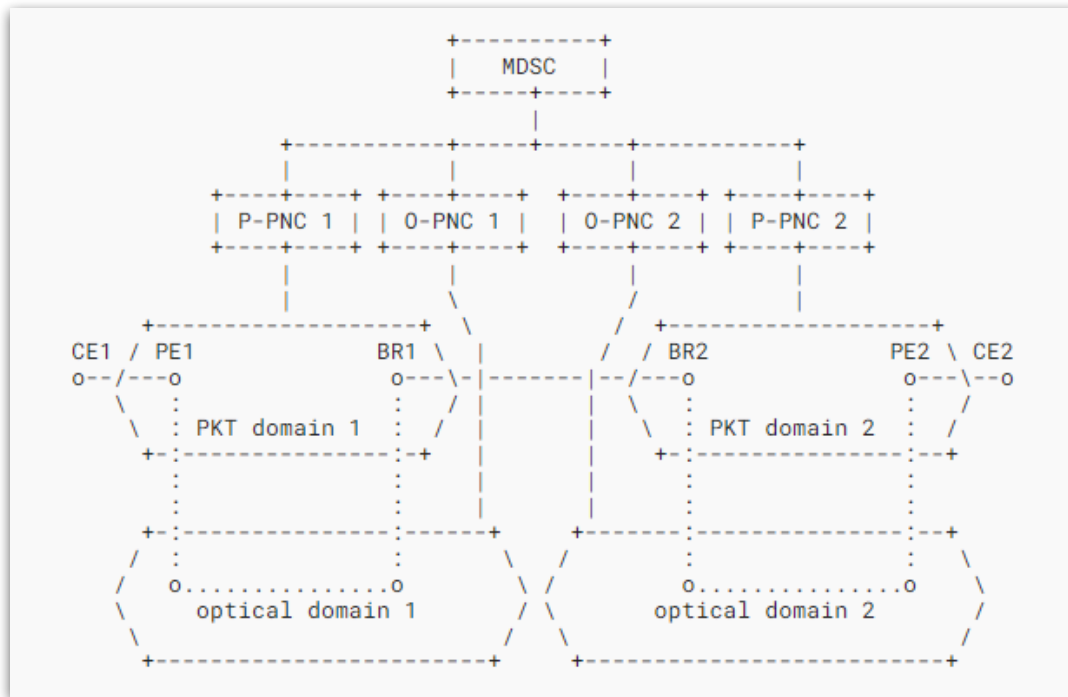 MDSC
P-PNC 1 O-PNC 1 O-PNC 2 P-PNC 2
CE1 PE1 BR1 BR2 PE2 CE2
PKT domain 1 PKT domain 2
optical domain 1 optical domain 2